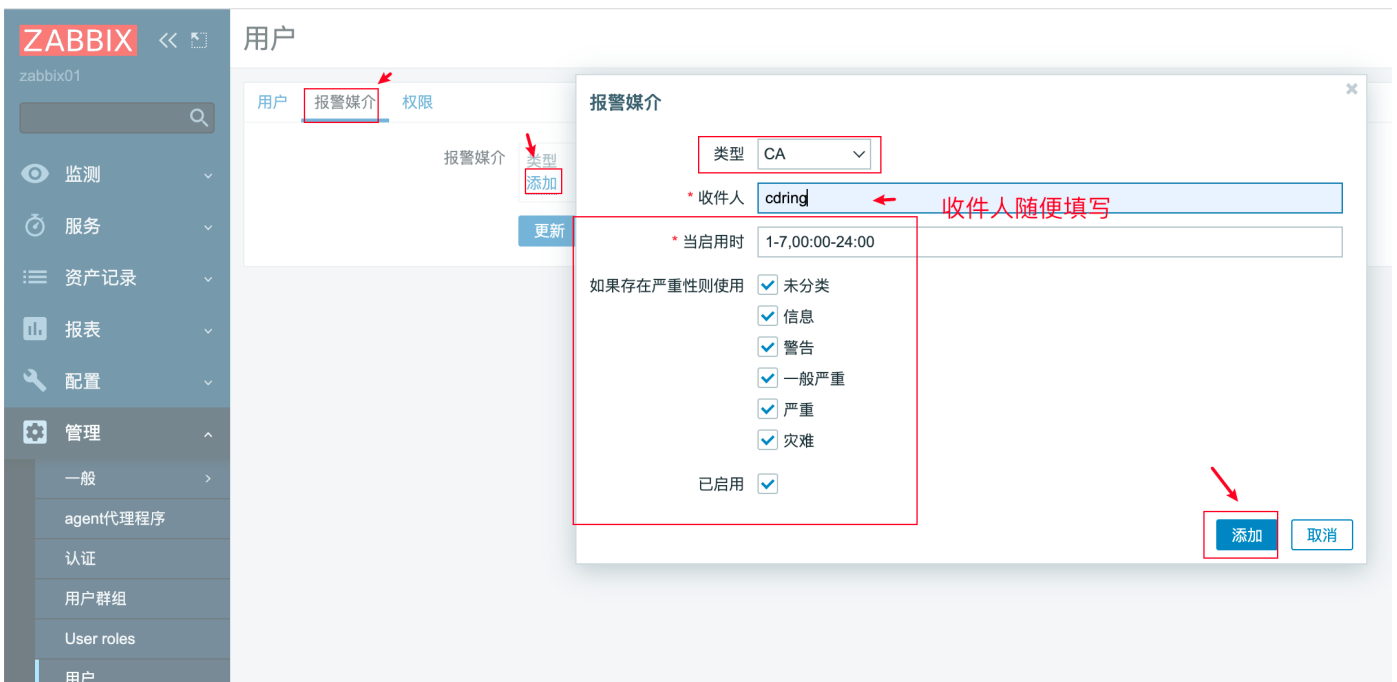 ZABBIX
zabbix01
监测
服务
资产记录
报表
配置
管理
一般
agent代理程序
认证
用户群组
User roles
用户
用户
用户 报警媒介 权限
报警媒介 类型
添加
更新
报警媒介
类型 CA
* 收件人 cdring 收件人随便填写
* 当启用时 1-7,00:00-24:00
如果存在严重性则使用 未分类
信息
警告
一般严重
严重
灾难
已启用
添加 取消